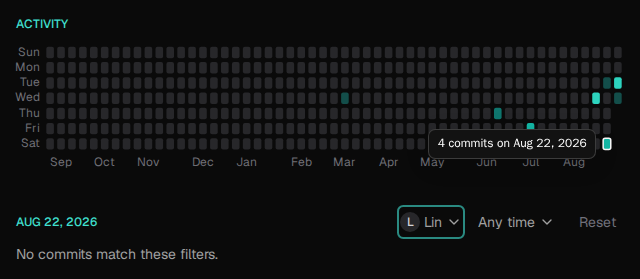 ACTIVITY
Sun
Mon
Tue
Wed
Thu
Fri
Sat
4 commits on Aug 22, 2026
Sep Oct Nov Dec Jan Feb Mar Apr May Jun Jul Aug
AUG 22, 2026 L Lin Any time Reset
No commits match these filters.